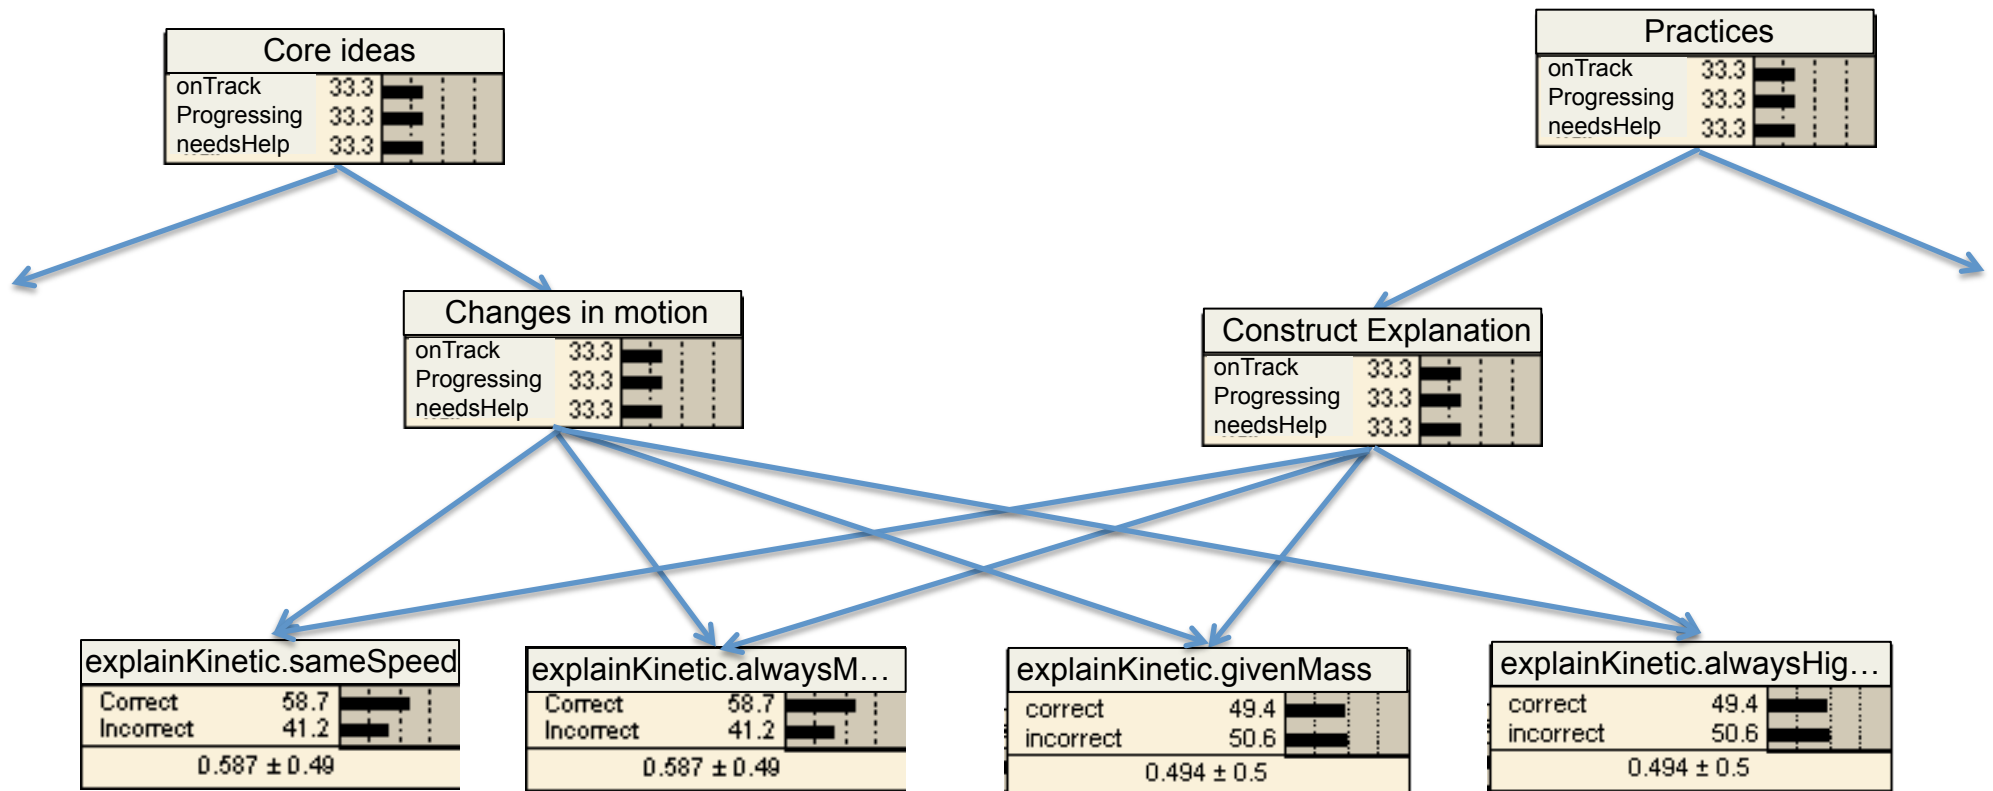 Core ideas
onTrack 33.3
Progressing 33.3
needsHelp 33.3
Practices
onTrack 33.3
Progressing 33.3
needsHelp 33.3
Changes in motion
onTrack 33.3
Progressing 33.3
needsHelp 33.3
Construct Explanation
onTrack 33.3
Progressing 33.3
needsHelp 33.3
explainKinetic.sameSpeed
Correct 58.7
Incorrect 41.2
0.587 ± 0.49
explainKinetic.alwaysM...
Correct 58.7
Incorrect 41.2
0.587 ± 0.49
explainKinetic.givenMass
correct 49.4
incorrect 50.6
0.494 ± 0.5
explainKinetic.alwaysHig...
correct 49.4
incorrect 50.6
0.494 ± 0.5